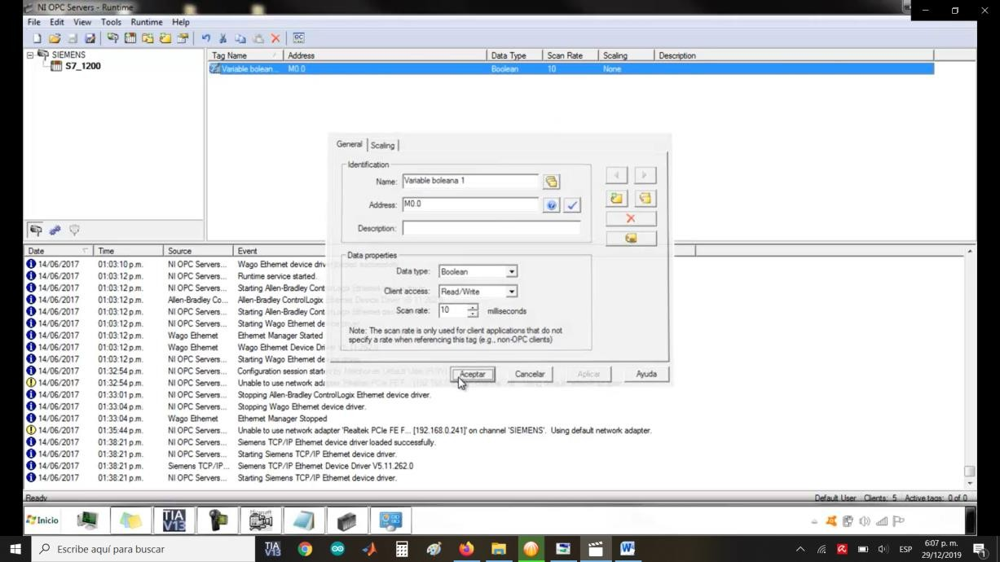 NI OPC Servers - Runtime
File Edit View Tools Runtime Help
SIEMENS
S7_1200
Tag Name Address Data Type Scan Rate Scaling Description
Variable bolean... M0.0 Boolean 10 None
General Scaling
Identification
Name: Variable boleana 1
Address: M0.0
Description:
Data properties
Data type: Boolean
Client access: Read/Write
Scan rate: 10 milliseconds
Note: The scan rate is only used for client applications that do not
specify a rate when referencing this tag (e.g., non-OPC clients)
Aceptar Cancelar Aplicar Ayuda
Date Time Source Event
14/06/2017 01:03:10 p.m. NI OPC Servers... Wago Ethernet device driv
14/06/2017 01:03:12 p.m. NI OPC Servers... Runtime service started.
14/06/2017 01:03:12 p.m. NI OPC Servers... Starting Allen-Bradley Cont
14/06/2017 01:03:12 p.m. Allen-Bradley Co... Allen-Bradley ControlLogix
14/06/2017 01:03:12 p.m. NI OPC Servers... Starting Allen-Bradley Cont
14/06/2017 01:03:12 p.m. NI OPC Servers... Starting Wago Ethernet de
14/06/2017 01:03:12 p.m. Wago Ethernet Ethernet Manager Started
14/06/2017 01:03:12 p.m. Wago Ethernet Wago Ethernet Device Dri
14/06/2017 01:03:12 p.m. NI OPC Servers... Starting Wago Ethernet de
14/06/2017 01:32:54 p.m. NI OPC Servers... Configuration session start
14/06/2017 01:32:54 p.m. NI OPC Servers... Unable to use network ad
14/06/2017 01:33:01 p.m. NI OPC Servers... Stopping Allen-Bradley ControlLogix Ethernet device driver.
14/06/2017 01:33:04 p.m. NI OPC Servers... Stopping Wago Ethernet device driver.
14/06/2017 01:33:04 p.m. Wago Ethernet Ethernet Manager Stopped
14/06/2017 01:35:44 p.m. NI OPC Servers... Unable to use network adapter 'Realtek PCIe FE F... [192.168.0.241]' on channel 'SIEMENS'. Using default network adapter.
14/06/2017 01:38:21 p.m. NI OPC Servers... Siemens TCP/IP Ethernet device driver loaded successfully.
14/06/2017 01:38:21 p.m. NI OPC Servers... Starting Siemens TCP/IP Ethernet device driver.
14/06/2017 01:38:21 p.m. Siemens TCP/IP... Siemens TCP/IP Ethernet Device Driver V5.11.262.0
14/06/2017 01:38:21 p.m. NI OPC Servers... Starting Siemens TCP/IP Ethernet device driver.
Ready Default User Clients: 5 Active tags: 0 of 0
Inicio TIA V13
Escribe aquí para buscar TIA V13 ESP 6:07 p. m.
29/12/2019 1